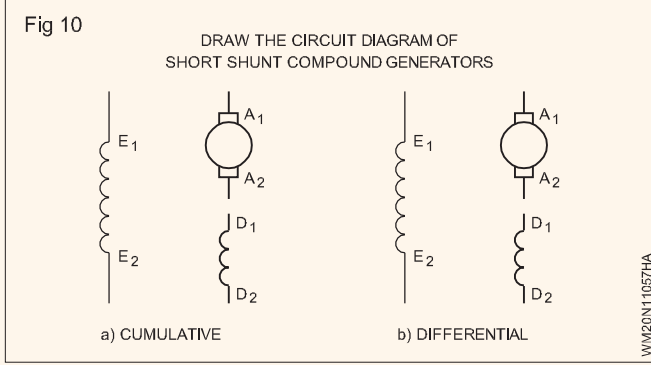 Fig 10
DRAW THE CIRCUIT DIAGRAM OF
SHORT SHUNT COMPOUND GENERATORS
E1
A1
E2
A2
D1
D2
a) CUMULATIVE
E1
A1
E2
A2
D1
D2
b) DIFFERENTIAL
WM20N11057HA